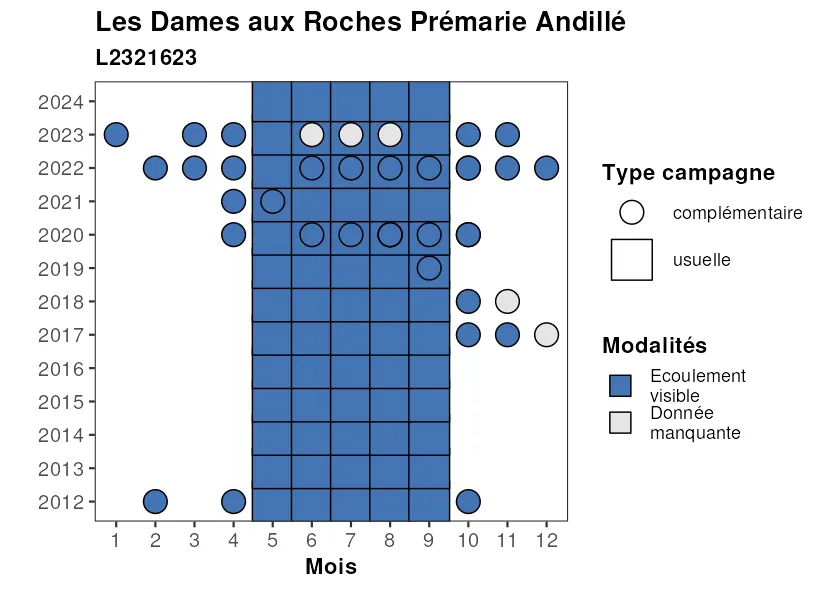 Les Dames aux Roches Prémarie Andillé
L2321623
2024
2023
2022
2021
2020
2019
2018
2017
2016
2015
2014
2013
2012
1 2 3 4 5 6 7 8 9 10 11 12
Mois
Type campagne
complémentaire
usuelle
Modalités
Ecoulement
visible
Donnée
manquante